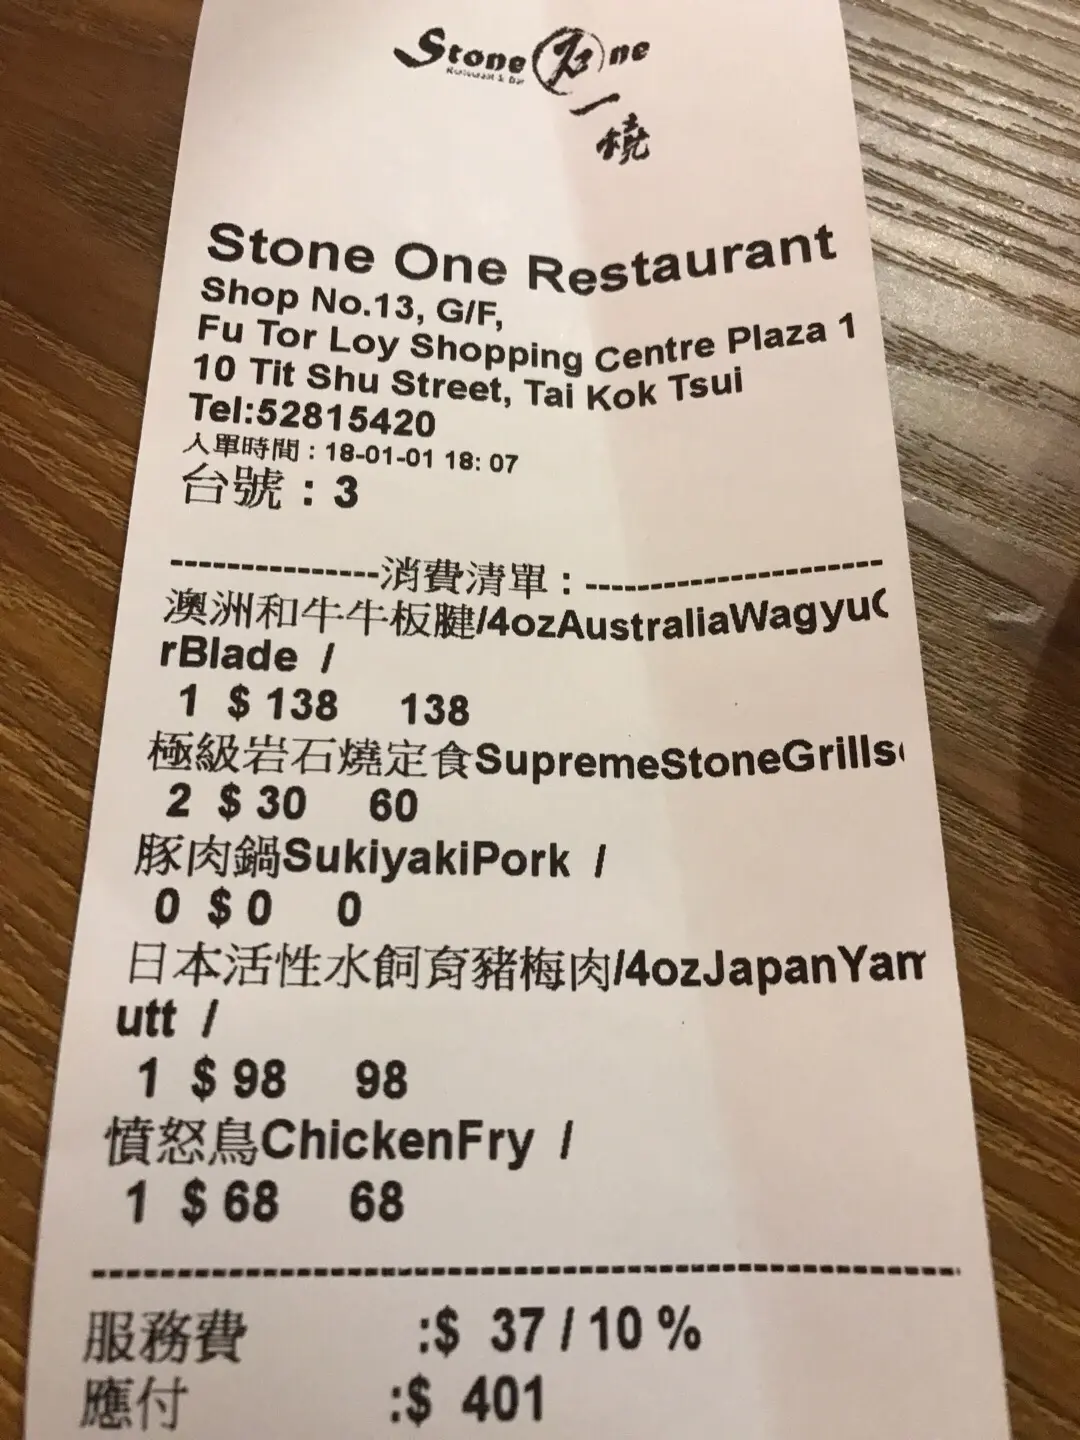 Stone One
Restaurant & Bar
一燒
Stone One Restaurant
Shop No.13, G/F,
Fu Tor Loy Shopping Centre Plaza 1
10 Tit Shu Street, Tai Kok Tsui
Tel:52815420
入單時間 : 18-01-01 18: 07
台號 : 3
---------------消費清單 : ----------------------
澳洲和牛牛板腱/4ozAustraliaWagyuO
rBlade /
1 $ 138 138
極級岩石燒定食SupremeStoneGrills
2 $ 30 60
豚肉鍋SukiyakiPork /
0 $ 0 0
日本活性水飼育豬梅肉/4ozJapanYam
utt /
1 $ 98 98
憤怒鳥ChickenFry /
1 $ 68 68
------------------------------------------------------------
服務費 :$ 37 / 10 %
應付 :$ 401